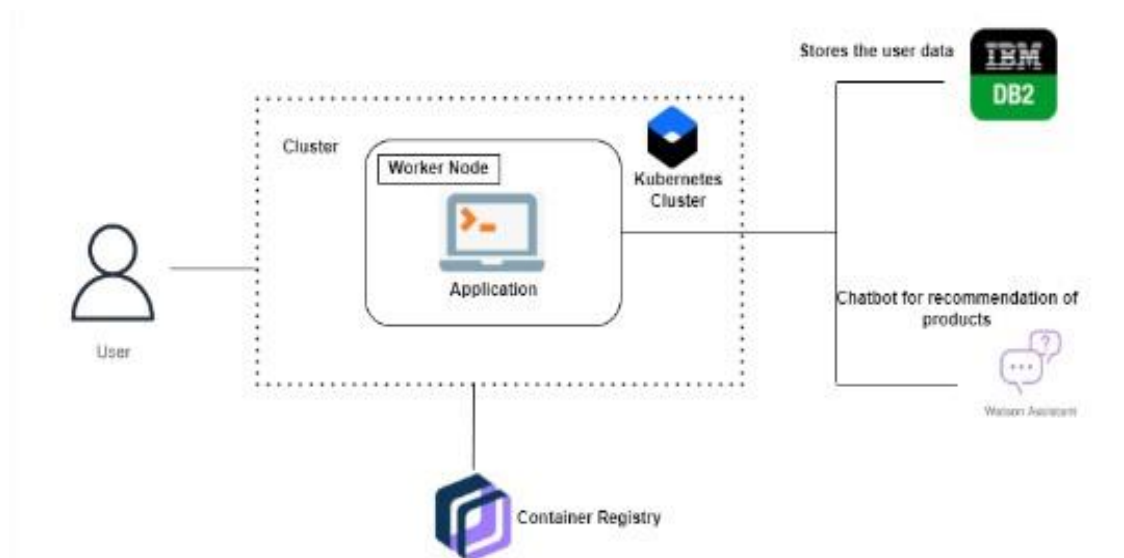 Stores the user data
IBM
DB2
Cluster
Worker Node
Kubernetes
Cluster
Application
User
Chatbot for recommendation of
products
Watson Assistant
Container Registry